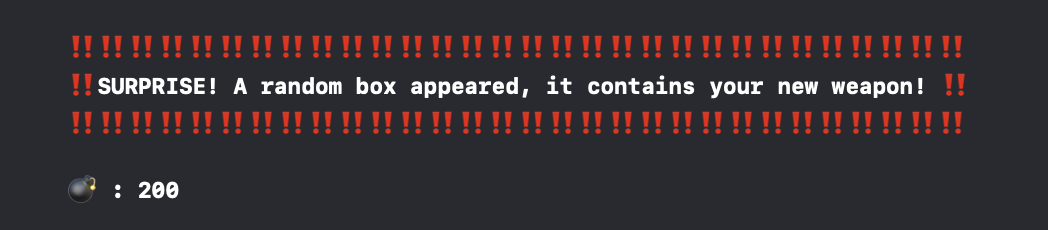 ‼️‼️‼️‼️‼️‼️‼️‼️‼️‼️‼️‼️‼️‼️‼️‼️‼️‼️‼️‼️‼️‼️‼️‼️‼️‼️‼️‼️‼️‼️
‼️SURPRISE! A random box appeared, it contains your new weapon! ‼️
‼️‼️‼️‼️‼️‼️‼️‼️‼️‼️‼️‼️‼️‼️‼️‼️‼️‼️‼️‼️‼️‼️‼️‼️‼️‼️‼️‼️‼️‼️
💣 : 200